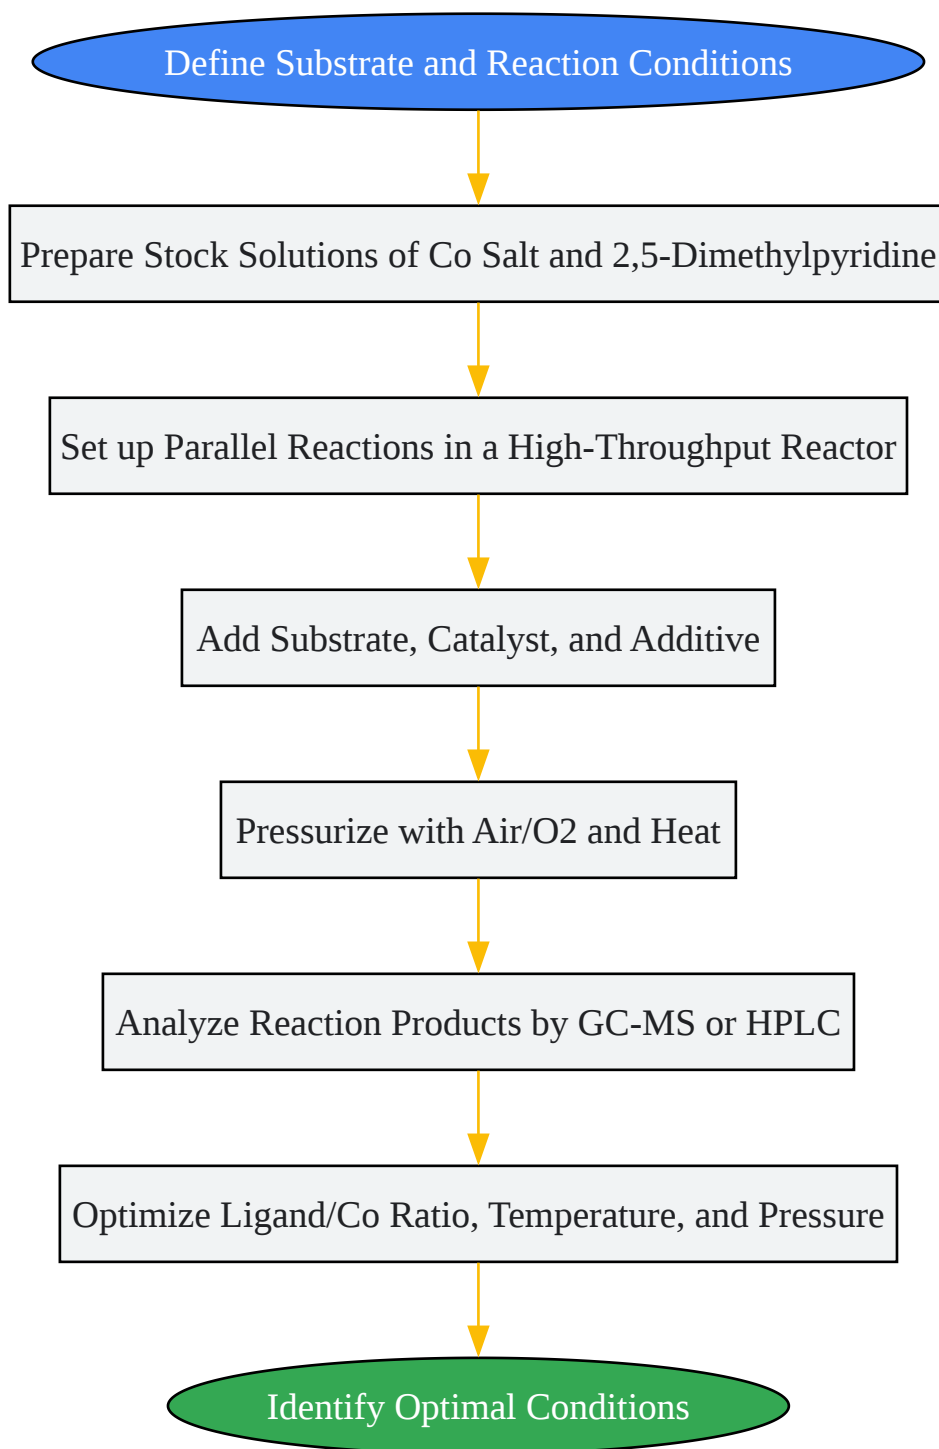 Define Substrate and Reaction Conditions
Prepare Stock Solutions of Co Salt and 2,5-Dimethylpyridine
Set up Parallel Reactions in a High-Throughput Reactor
Add Substrate, Catalyst, and Additive
Pressurize with Air/O2 and Heat
Analyze Reaction Products by GC-MS or HPLC
Optimize Ligand/Co Ratio, Temperature, and Pressure
Identify Optimal Conditions